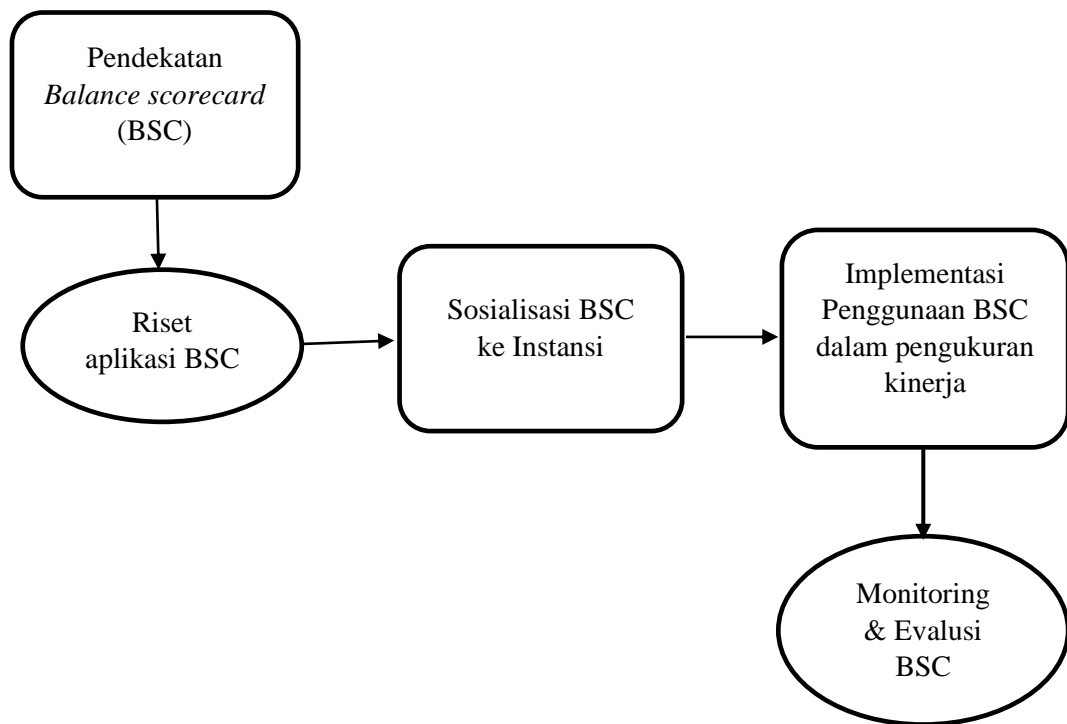 Pendekatan
Balance scorecard
(BSC)
Riset
aplikasi BSC
Sosialisasi BSC
ke Instansi
Implementasi
Penggunaan BSC
dalam pengukuran
kinerja
Monitoring
& Evalusi
BSC